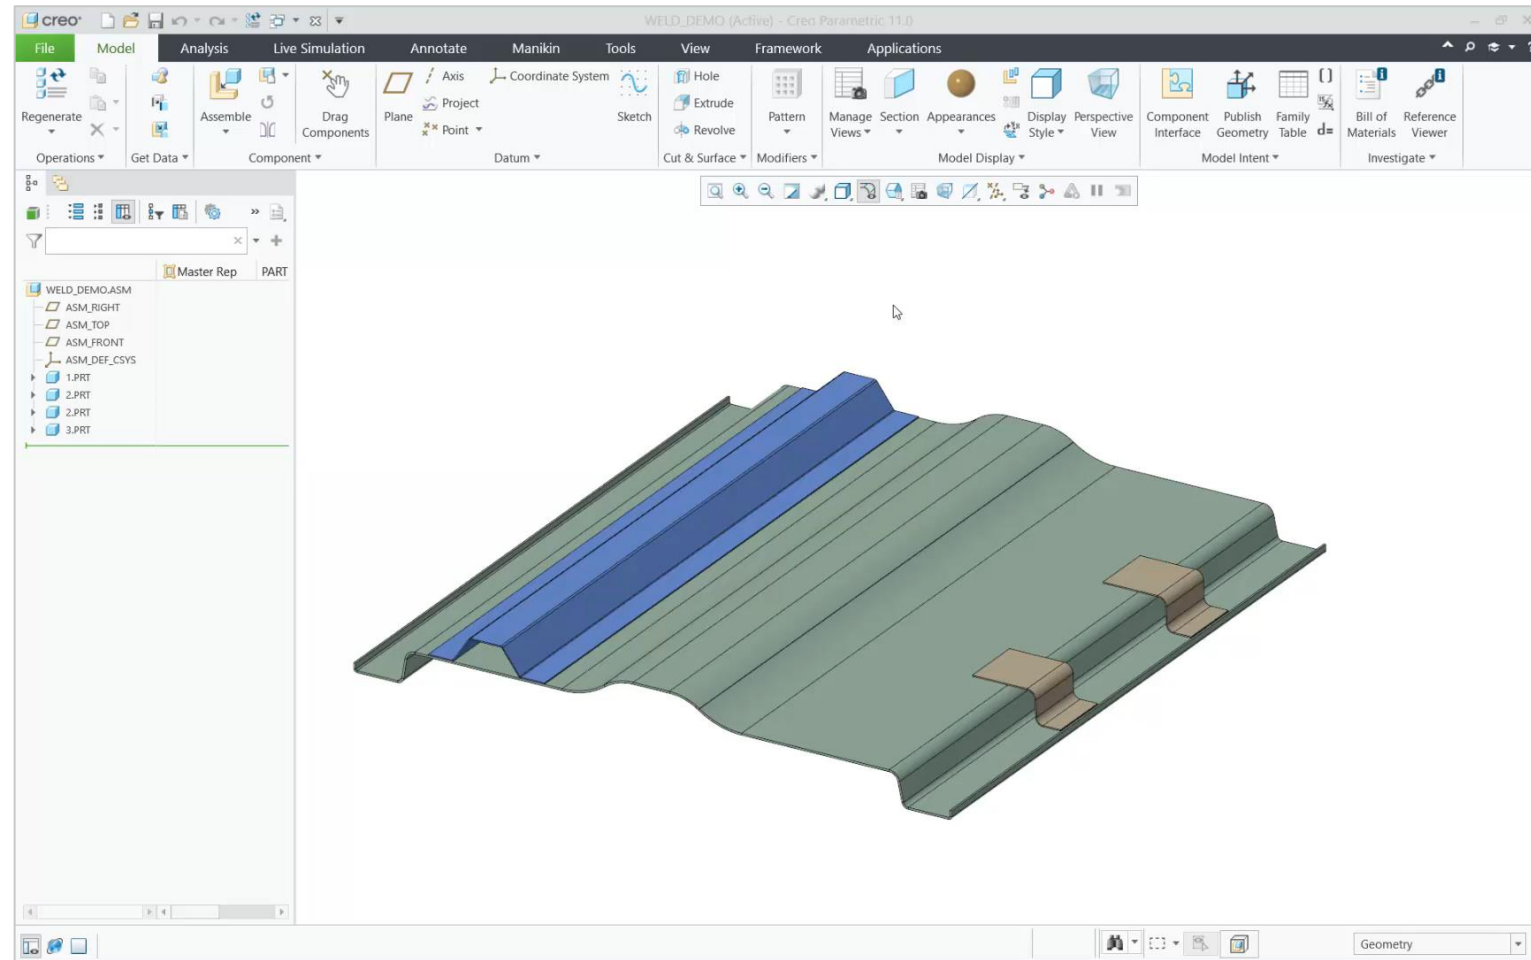 creo·
WELD_DEMO (Active) - Creo Parametric 11.0
File Model Analysis Live Simulation Annotate Manikin Tools View Framework Applications
Regenerate
Operations
Get Data
Assemble
Drag
Components
Component
Plane
Axis
Project
Point
Coordinate System
Sketch
Datum
Hole
Extrude
Revolve
Cut & Surface
Pattern
Modifiers
Manage
Views
Section
Appearances
Display
Style
Perspective
View
Model Display
Component
Interface
Publish
Geometry
Family
Table
d=
Model Intent
Bill of
Materials
Reference
Viewer
Investigate
Master Rep PART
WELD_DEMO.ASM
ASM_RIGHT
ASM_TOP
ASM_FRONT
ASM_DEF_CSYS
1.PRT
2.PRT
2.PRT
3.PRT
Geometry